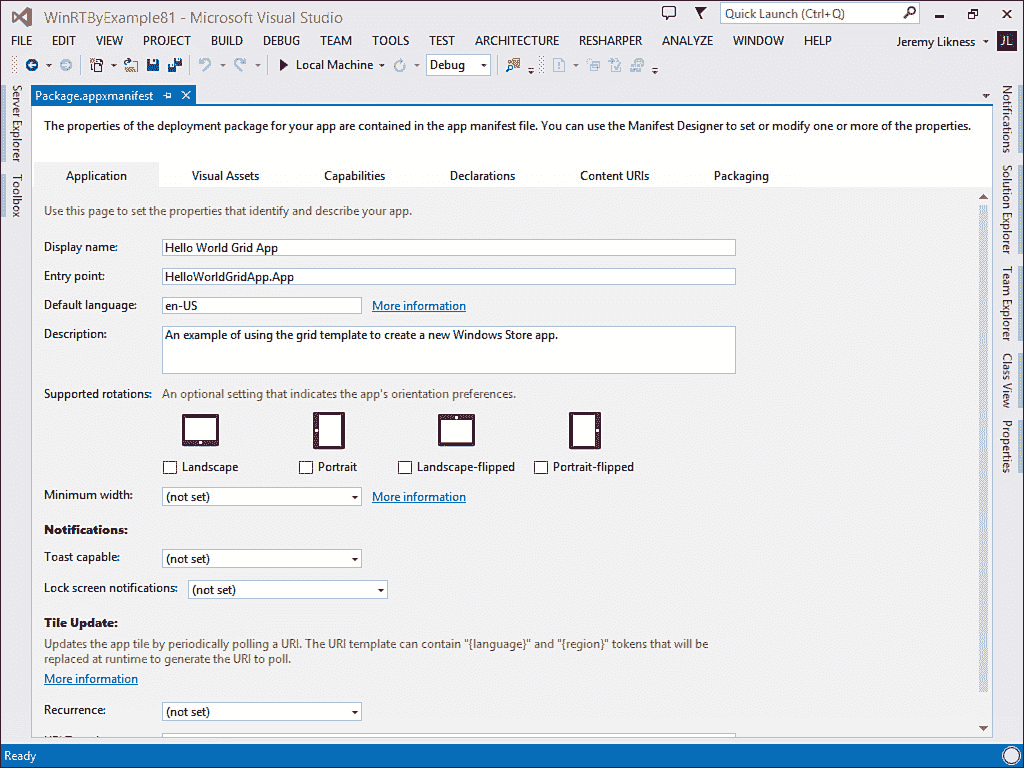 WinRTByExample81 - Microsoft Visual Studio
Quick Launch (Ctrl+Q)
FILE EDIT VIEW PROJECT BUILD DEBUG TEAM TOOLS TEST ARCHITECTURE RESHARPER ANALYZE WINDOW HELP Jeremy Likness JL
Local Machine Debug
Server Explorer
Toolbox
Package.appxmanifest
The properties of the deployment package for your app are contained in the app manifest file. You can use the Manifest Designer to set or modify one or more of the properties.
Application Visual Assets Capabilities Declarations Content URIs Packaging
Use this page to set the properties that identify and describe your app.
Display name: Hello World Grid App
Entry point: HelloWorldGridApp.App
Default language: en-US More information
Description: An example of using the grid template to create a new Windows Store app.
Supported rotations: An optional setting that indicates the app's orientation preferences.
Landscape Portrait Landscape-flipped Portrait-flipped
Minimum width: (not set) More information
Notifications:
Toast capable: (not set)
Lock screen notifications: (not set)
Tile Update:
Updates the app tile by periodically polling a URI. The URI template can contain "{language}" and "{region}" tokens that will be
replaced at runtime to generate the URI to poll.
More information
Recurrence: (not set)
Notifications
Solution Explorer
Team Explorer
Class View
Properties
Ready